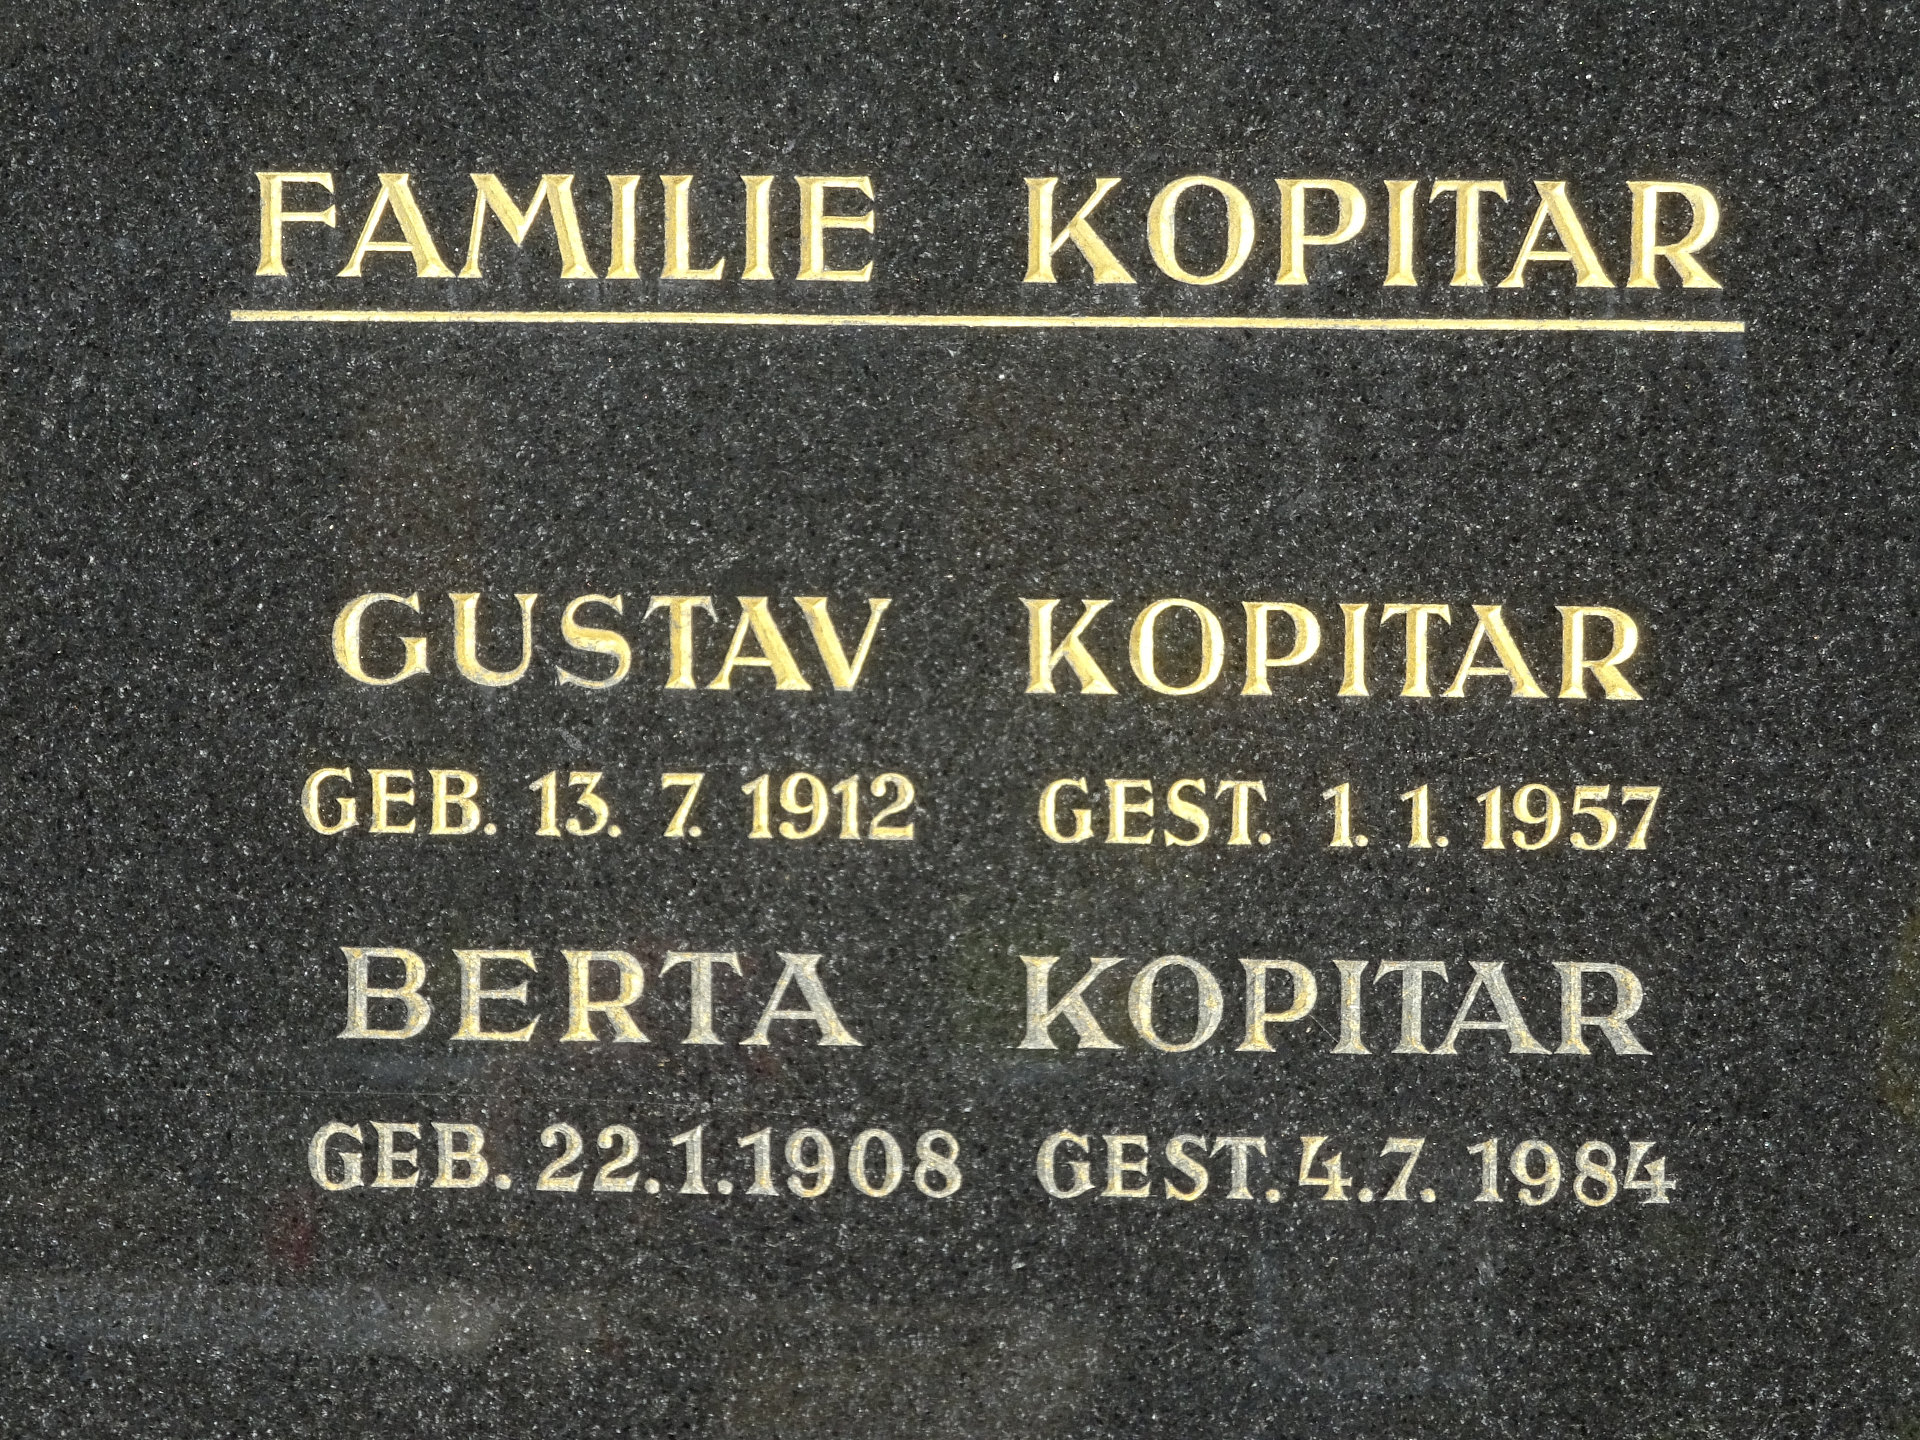 FAMILIE KOPITAR
GUSTAV KOPITAR
GEB. 13. 7. 1912 GEST. 1. 1. 1957
BERTA KOPITAR
GEB. 22.1.1908 GEST. 4.7. 1984